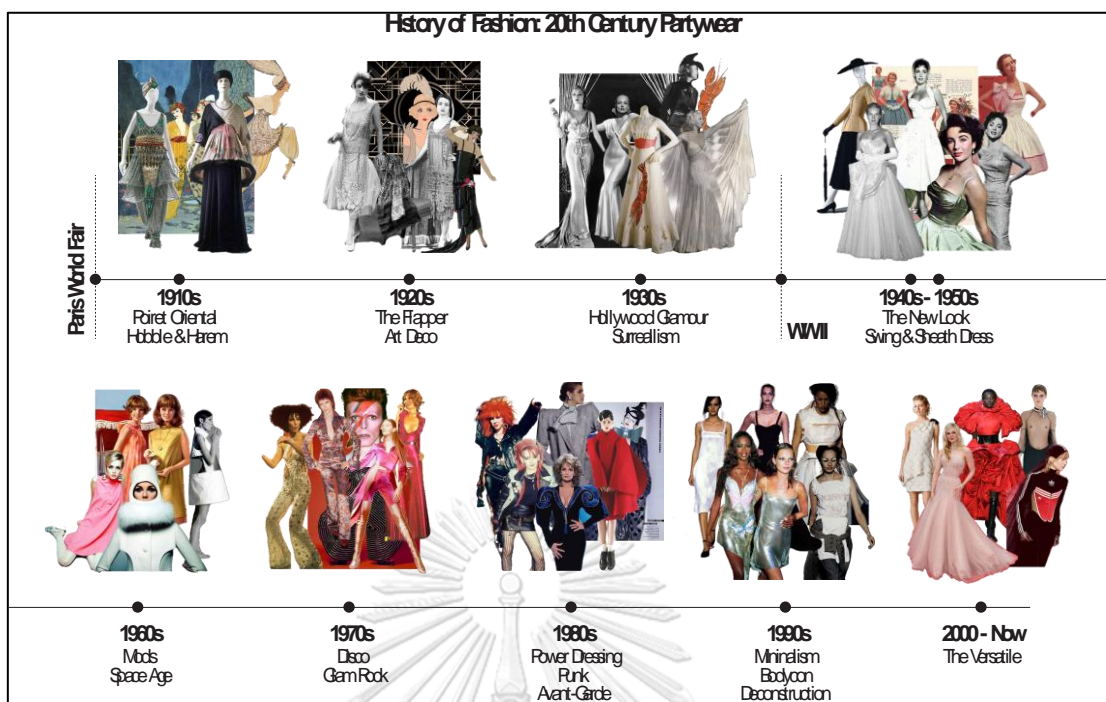 History of Fashion: 20th Century Partywear
Paris World Fair
1910s
Poiret Oriental
Hobble & Harem
1920s
The Flapper
Art Deco
1930s
Hollywood Glamour
Surreallism
WWII
1940s - 1950s
The New Look
Swing & Sheath Dress
1960s
Mods
Space Age
1970s
Disco
Glam Rock
1980s
Power Dressing
Punk
Avant-Garde
1990s
Mininalism
Bodycon
Deconstruction
2000 - Now
The Versatile